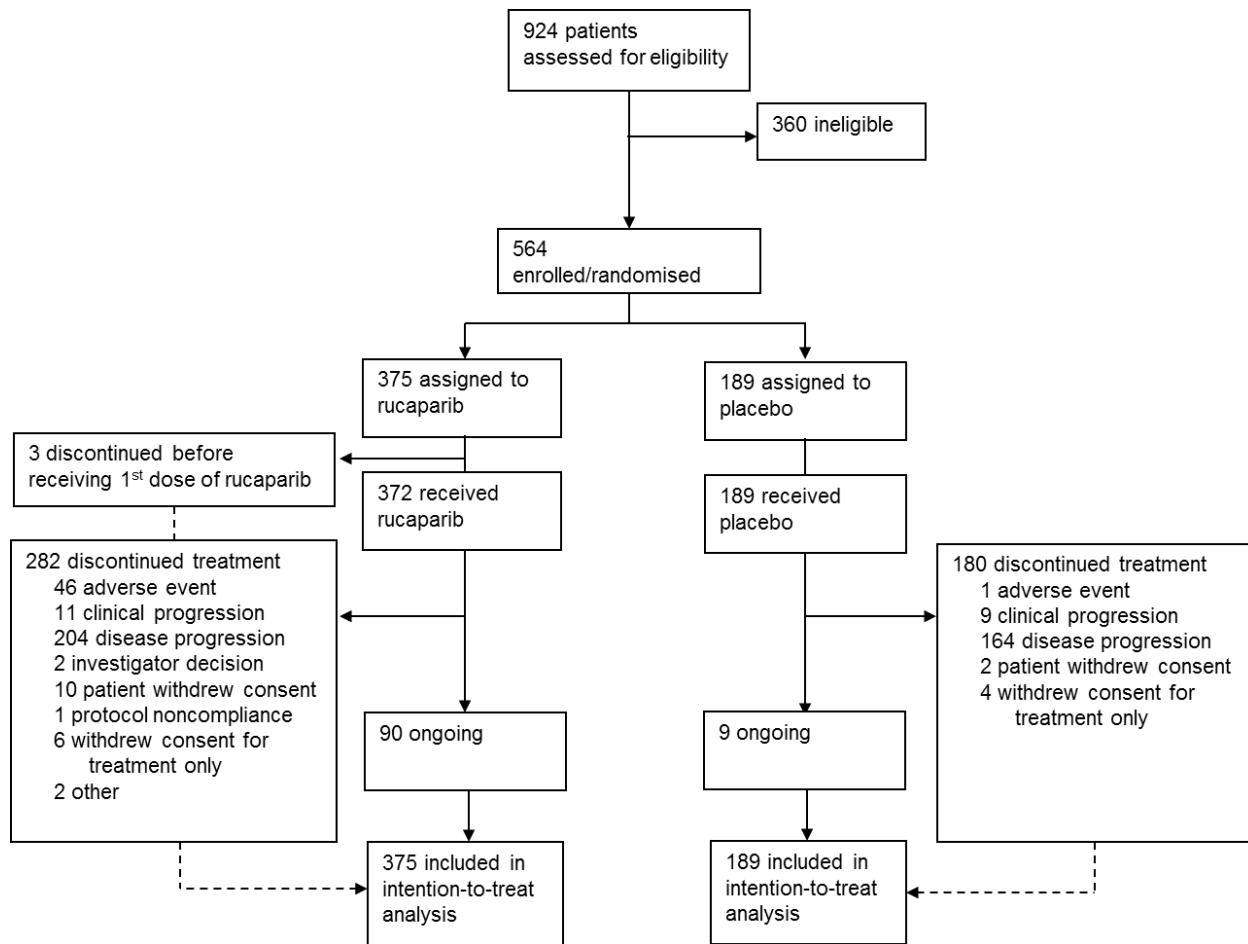 924 patients
assessed for eligibility
360 ineligible
564
enrolled/randomised
375 assigned to
rucaparib
189 assigned to
placebo
3 discontinued before
receiving 1st dose of rucaparib
372 received
rucaparib
189 received
placebo
282 discontinued treatment
46 adverse event
11 clinical progression
204 disease progression
2 investigator decision
10 patient withdrew consent
1 protocol noncompliance
6 withdrew consent for
treatment only
2 other
180 discontinued treatment
1 adverse event
9 clinical progression
164 disease progression
2 patient withdrew consent
4 withdrew consent for
treatment only
90 ongoing
9 ongoing
375 included in
intention-to-treat
analysis
189 included in
intention-to-treat
analysis